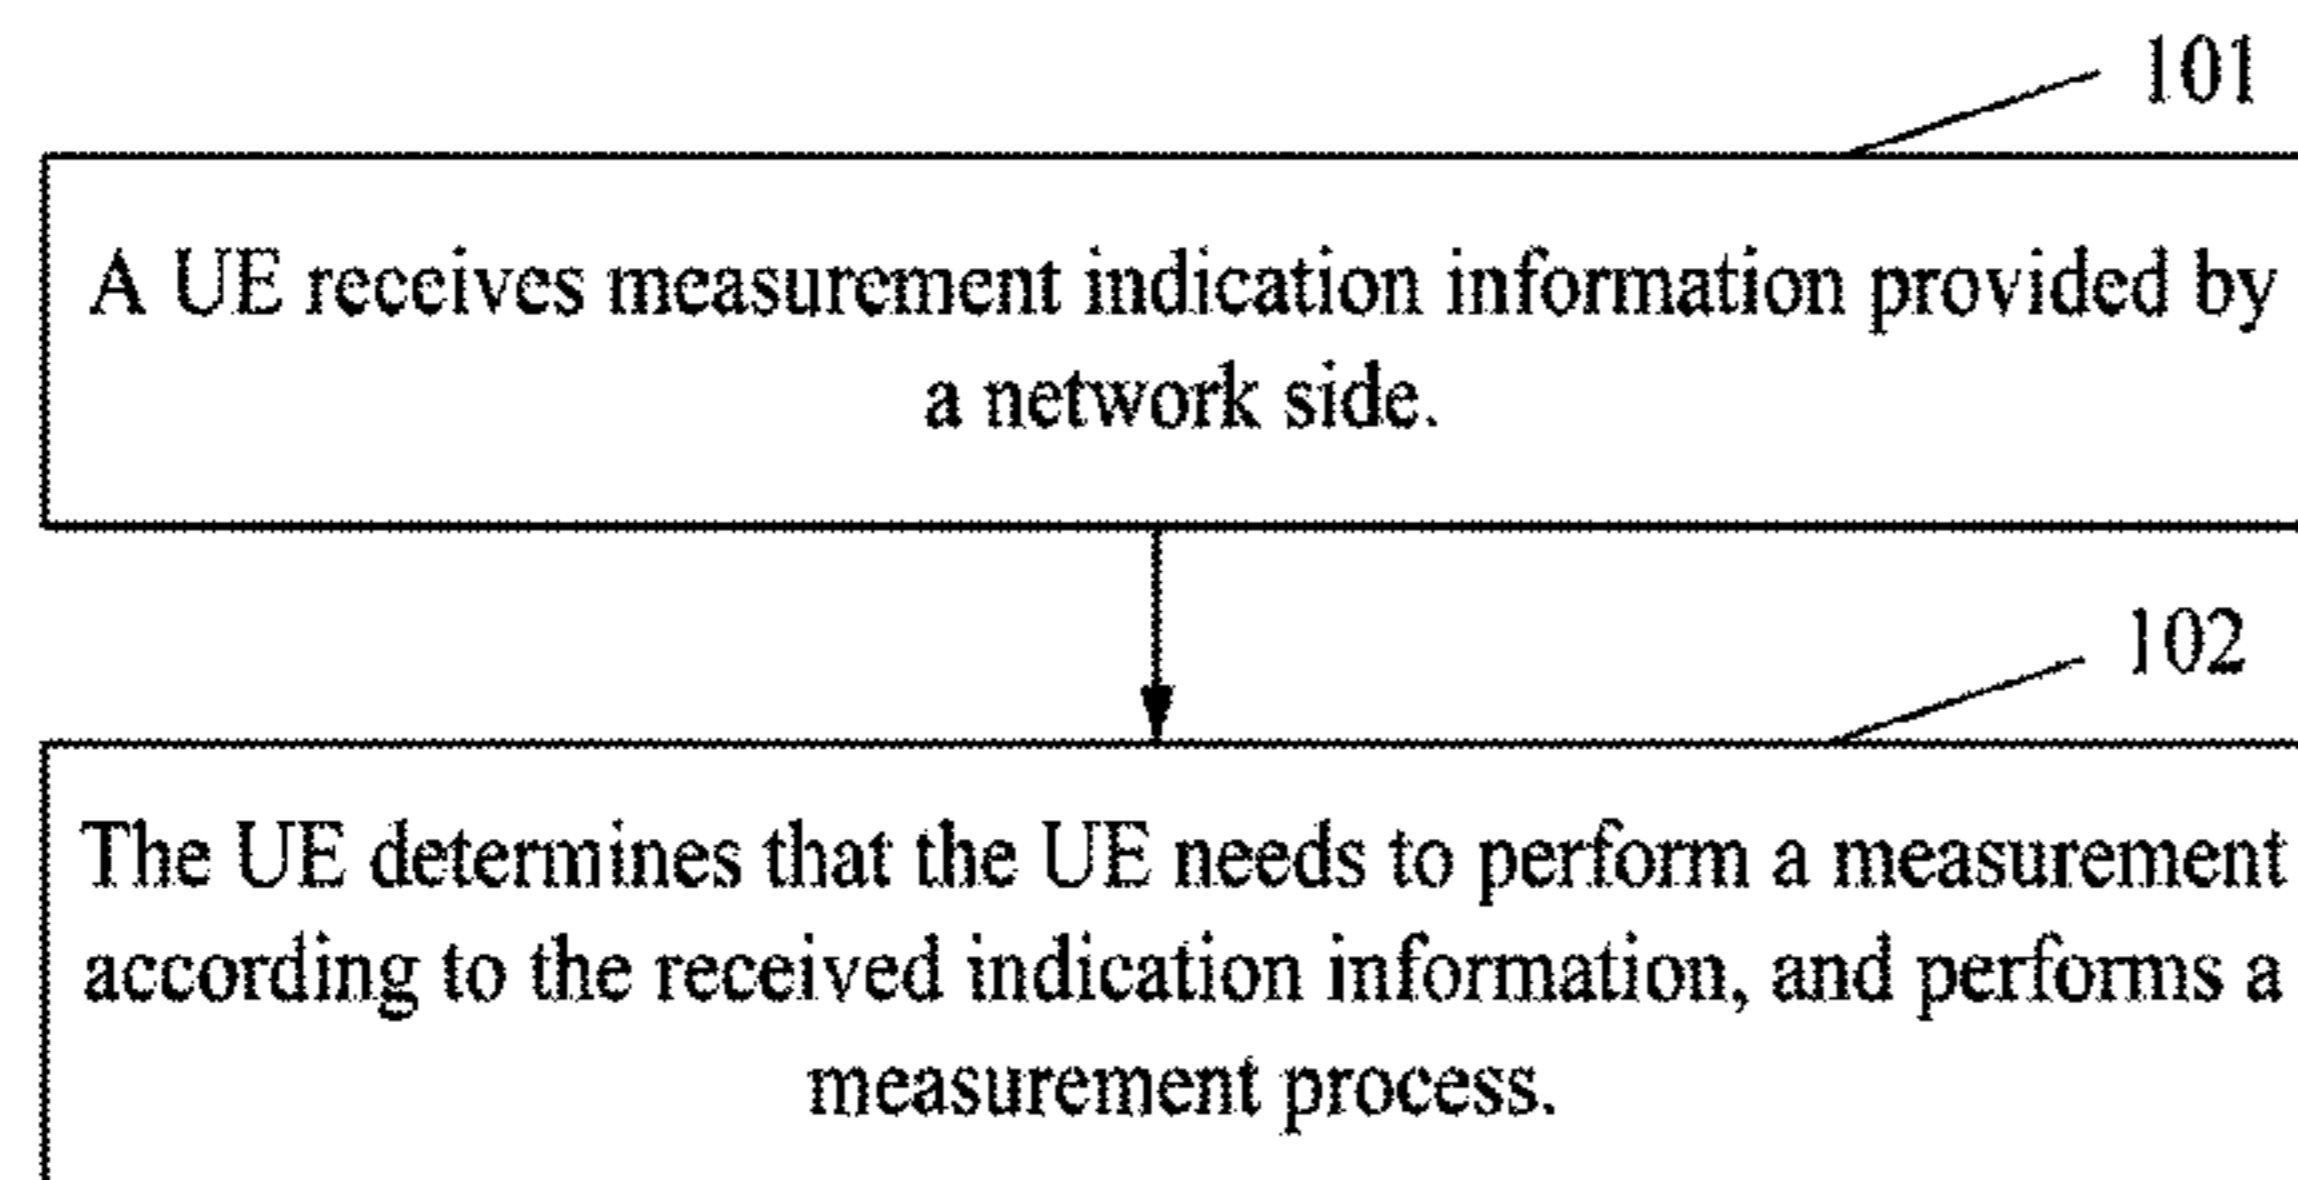 101
A UE receives measurement indication information provided by
a network side.
102
The UE determines that the UE needs to perform a measurement
according to the received indication information, and performs a
measurement process.